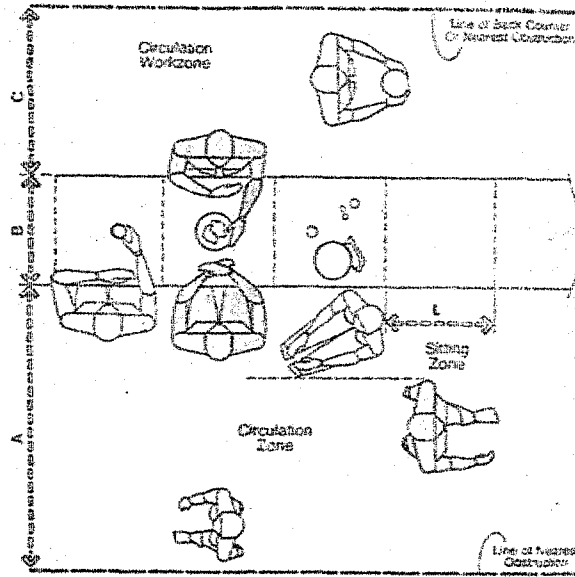 Line of Back Counter
Or Nearest Obstruction
Circulation
Workzone
C
B
E
Sitting
Zone
A
Circulation
Zone
Line of Nearest
Obstruction